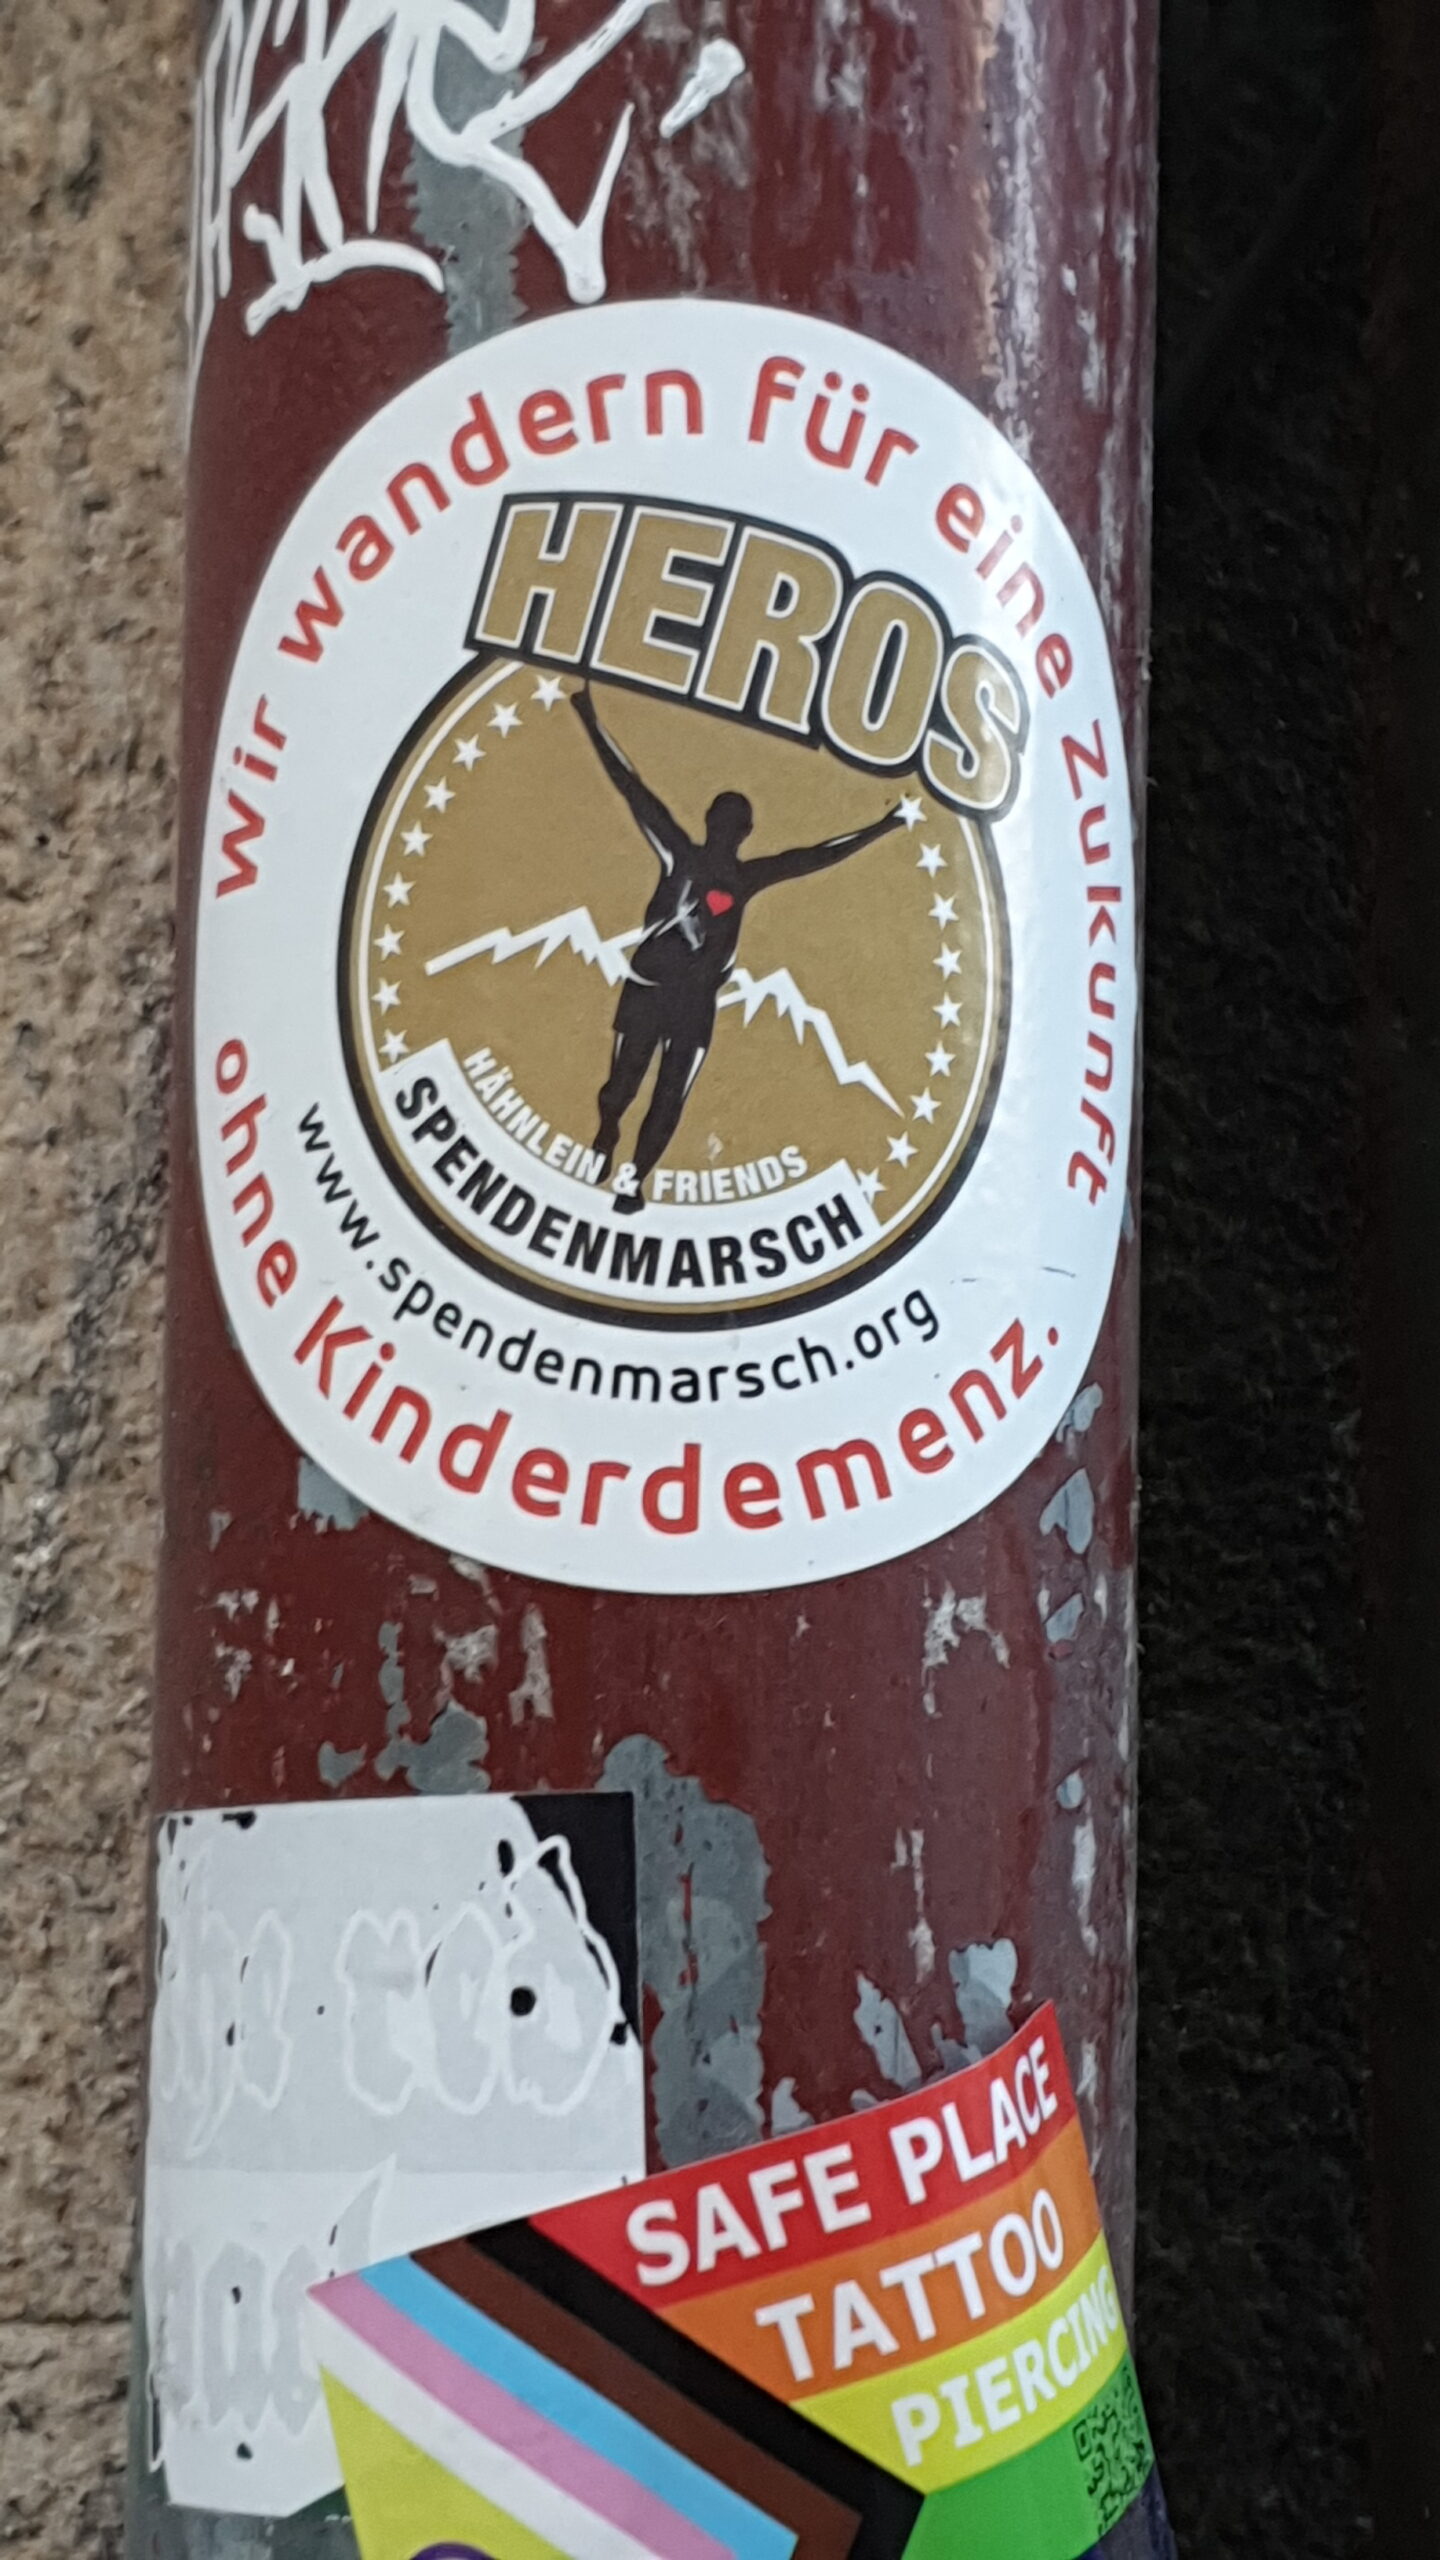 wir wandern für eine Zukunft
HEROS
HÄHNLEIN & FRIENDS
SPENDENMARSCH
www.spendenmarsch.org
ohne Kinderdemenz.
SAFE PLACE
TATTOO
PIERCING